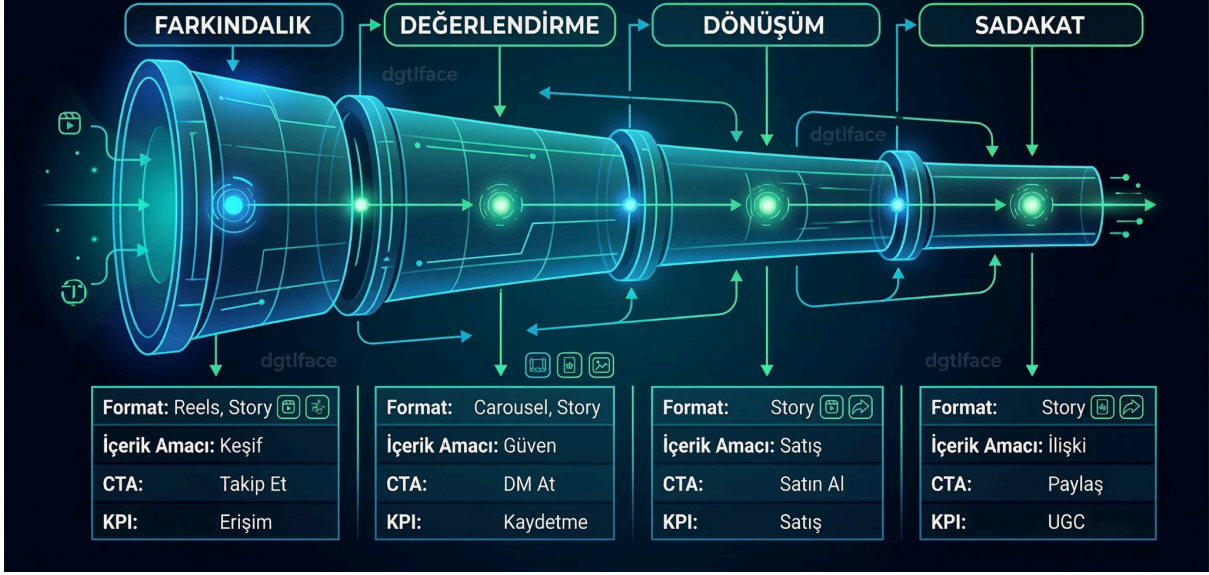 FARKINDALIK
DEĞERLENDİRME
DÖNÜŞÜM
SADAKAT
dgtlface
dgtlface
dgtlface
dgtlface
Format: Reels, Story
İçerik Amacı: Keşif
CTA: Takip Et
KPI: Erişim
Format: Carousel, Story
İçerik Amacı: Güven
CTA: DM At
KPI: Kaydetme
Format: Story
İçerik Amacı: Satış
CTA: Satın Al
KPI: Satış
Format: Story
İçerik Amacı: İlişki
CTA: Paylaş
KPI: UGC